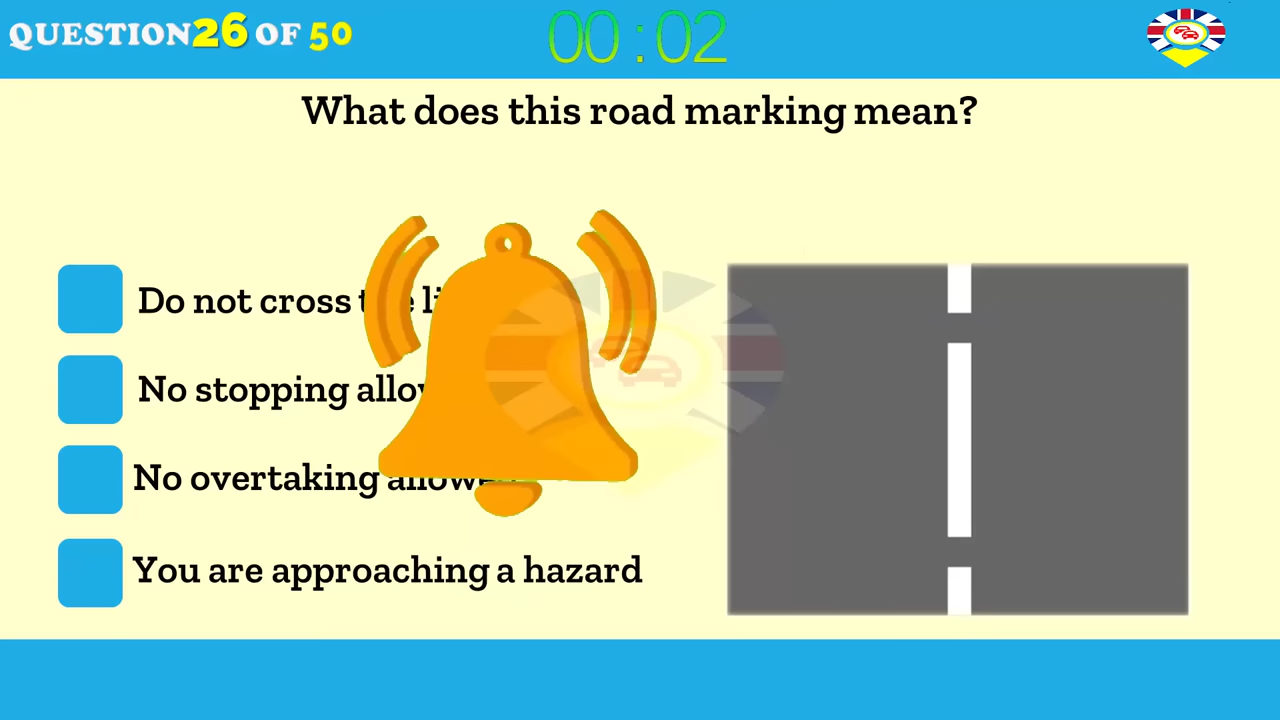 QUESTION 26 OF 50
00:02
What does this road marking mean?
Do not cross
No stopping
No overtaking
You are approaching a hazard